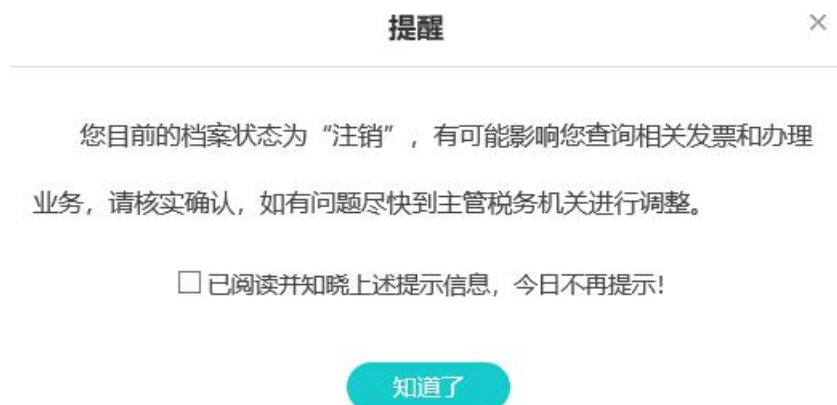 提醒
×
您目前的档案状态为“注销”，有可能影响您查询相关发票和办理
业务，请核实确认，如有问题尽快到主管税务机关进行调整。
已阅读并知晓上述提示信息，今日不再提示!
知道了